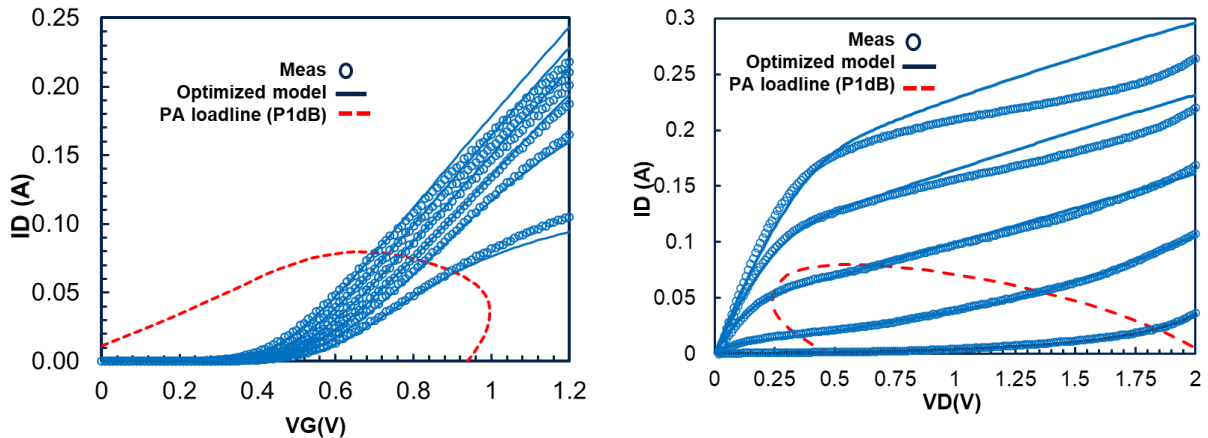 0.25
0.20
0.15
0.10
0.05
0.00
ID (A)
Meas
Optimized model
PA loadline (P1dB)
0
0.2
0.4
0.6
0.8
1
1.2
VG(V)
0.3
0.25
0.2
0.15
0.1
0.05
0
ID (A)
Meas
Optimized model
PA loadline (P1dB)
0
0.25
0.5
0.75
1
1.25
1.5
1.75
2
VD(V)